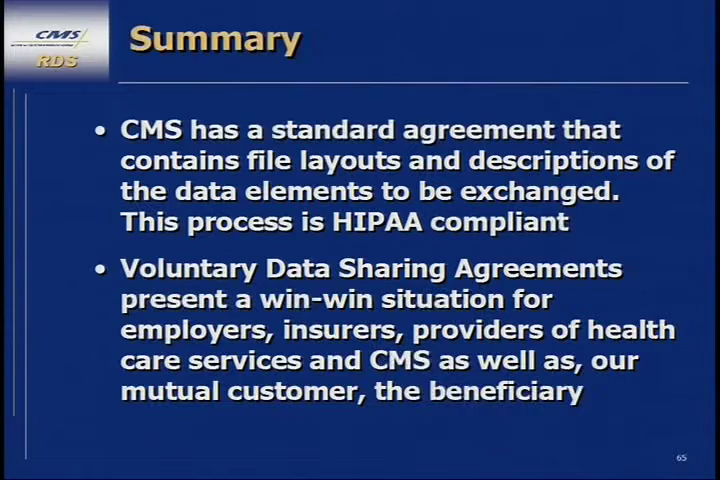 CMS
RDS
Summary
• CMS has a standard agreement that
contains file layouts and descriptions of
the data elements to be exchanged.
This process is HIPAA compliant
• Voluntary Data Sharing Agreements
present a win-win situation for
employers, insurers, providers of health
care services and CMS as well as, our
mutual customer, the beneficiary
65